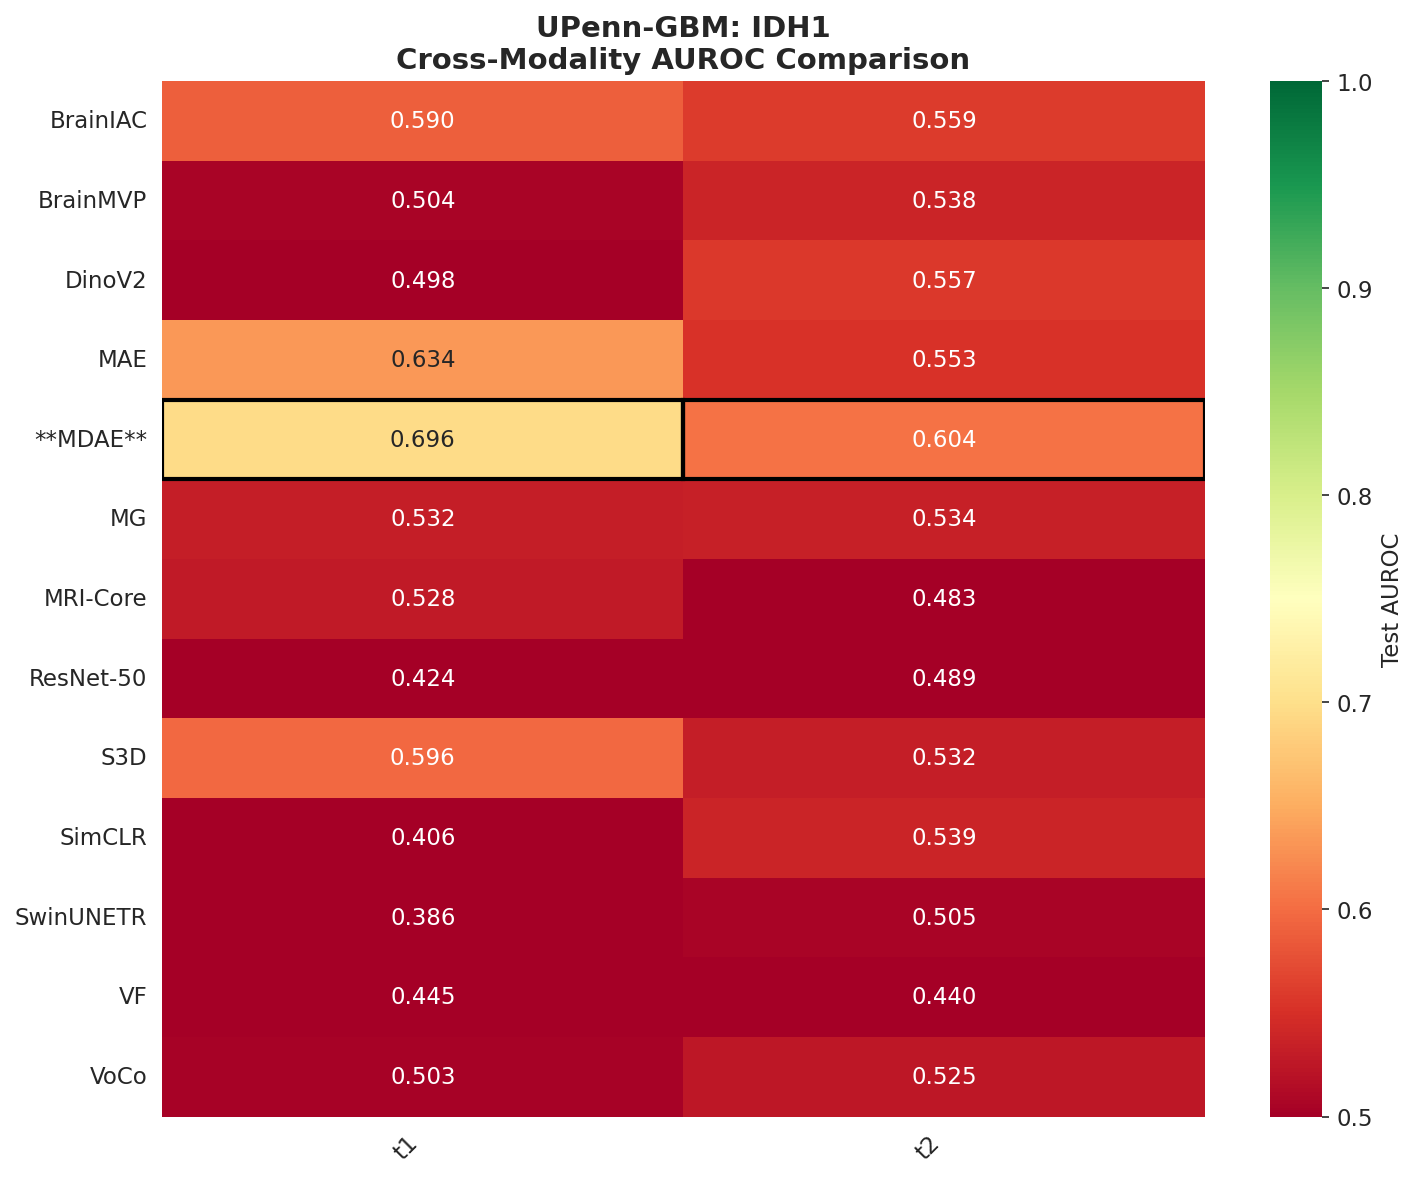 UPenn-GBM: IDH1
Cross-Modality AUROC Comparison
BrainIAC 0.590 0.559
BrainMVP 0.504 0.538
DinoV2 0.498 0.557
MAE 0.634 0.553
**MDAE** 0.696 0.604
MG 0.532 0.534
MRI-Core 0.528 0.483
ResNet-50 0.424 0.489
S3D 0.596 0.532
SimCLR 0.406 0.539
SwinUNETR 0.386 0.505
VF 0.445 0.440
VoCo 0.503 0.525
t1 t2
1.0
0.9
0.8
0.7
0.6
0.5
Test AUROC